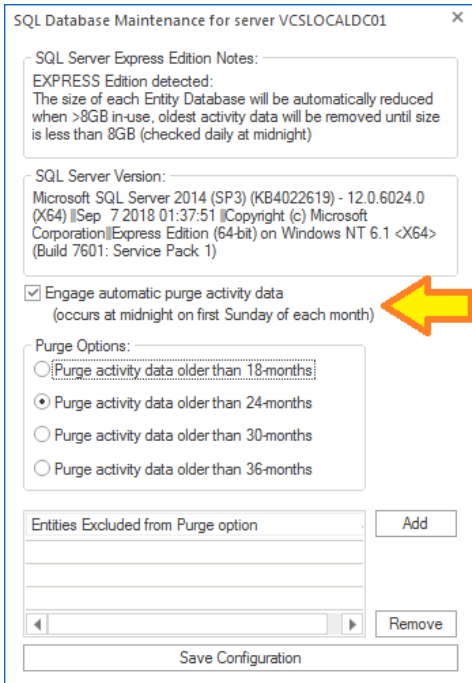 SQL Database Maintenance for server VCSLOCALDC01
SQL Server Express Edition Notes:
EXPRESS Edition detected:
The size of each Entity Database will be automatically reduced
when >8GB in-use, oldest activity data will be removed until size
is less than 8GB (checked daily at midnight)
SQL Server Version:
Microsoft SQL Server 2014 (SP3) (KB4022619) - 12.0.6024.0
(X64) ||Sep  7 2018 01:37:51 ||Copyright (c) Microsoft
Corporation||Express Edition (64-bit) on Windows NT 6.1 <X64>
(Build 7601: Service Pack 1)
Engage automatic purge activity data
(occurs at midnight on first Sunday of each month)
Purge Options:
Purge activity data older than 18-months
Purge activity data older than 24-months
Purge activity data older than 30-months
Purge activity data older than 36-months
Entities Excluded from Purge option
Add
Remove
Save Configuration